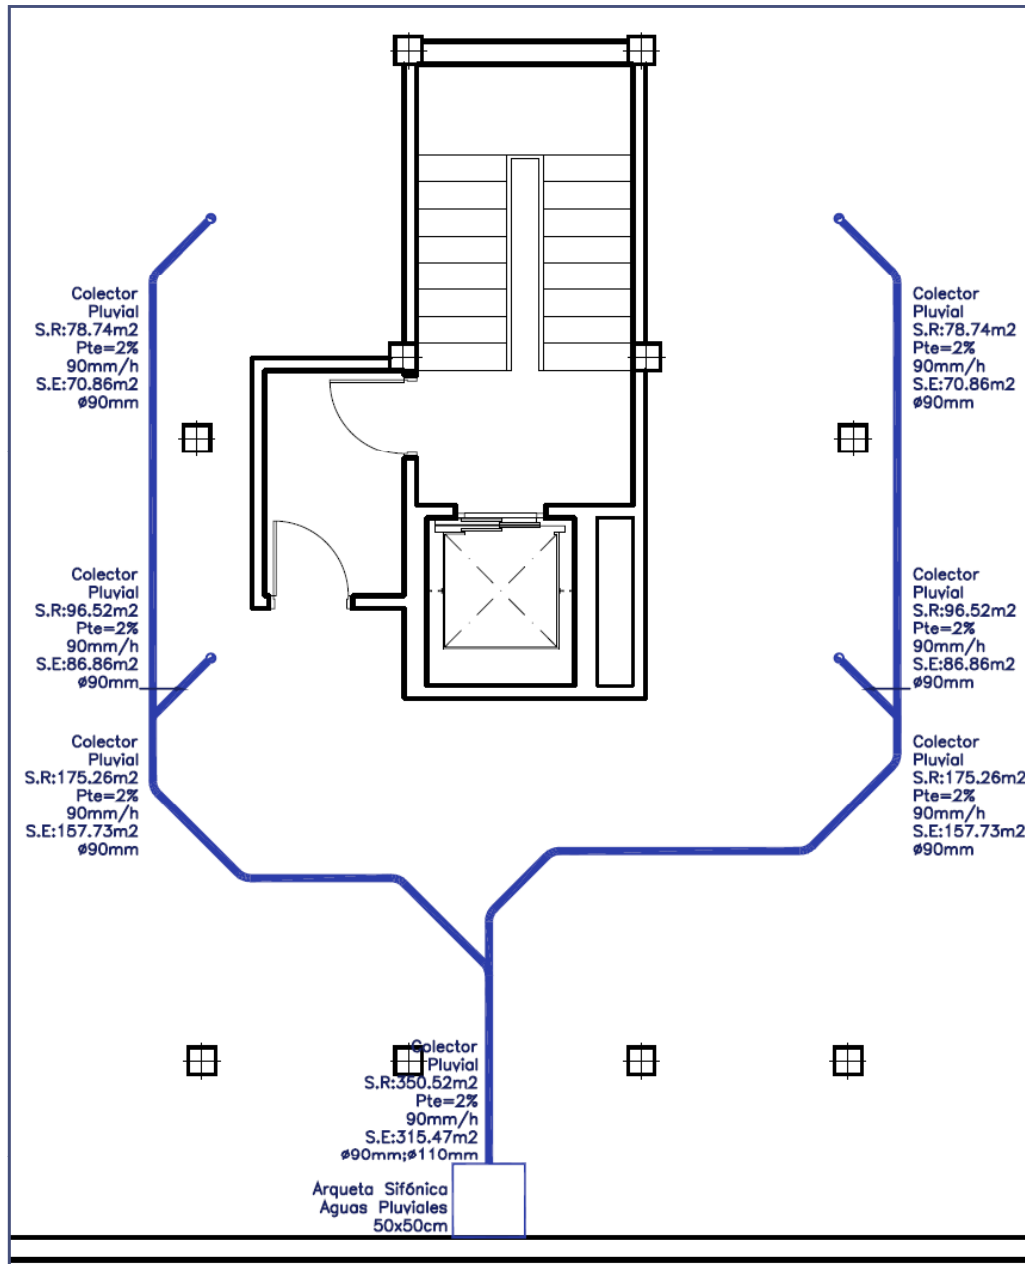 Colector
Pluvial
S.R:78.74m2
Pte=2%
90mm/h
S.E:70.86m2
ø90mm
Colector
Pluvial
S.R:78.74m2
Pte=2%
90mm/h
S.E:70.86m2
ø90mm
Colector
Pluvial
S.R:96.52m2
Pte=2%
90mm/h
S.E:86.86m2
ø90mm
Colector
Pluvial
S.R:96.52m2
Pte=2%
90mm/h
S.E:86.86m2
ø90mm
Colector
Pluvial
S.R:175.26m2
Pte=2%
90mm/h
S.E:157.73m2
ø90mm
Colector
Pluvial
S.R:175.26m2
Pte=2%
90mm/h
S.E:157.73m2
ø90mm
Colector
Pluvial
S.R:350.52m2
Pte=2%
90mm/h
S.E:315.47m2
ø90mm;ø110mm
Arqueta Sifónica
Aguas Pluviales
50x50cm